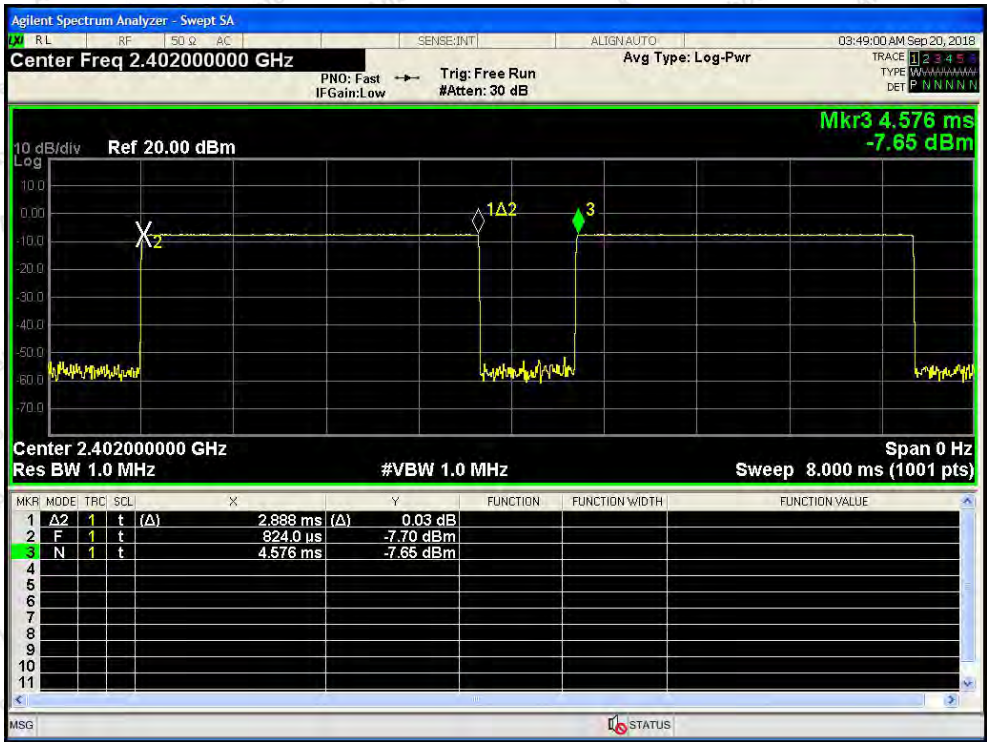 Agilent Spectrum Analyzer - Swept SA
LXI RL RF 50 Ω AC SENSE:INT ALIGNAUTO 03:49:00 AM Sep 20, 2018
Center Freq 2.402000000 GHz Avg Type: Log-Pwr TRACE 1 2 3 4 5 6
PNO: Fast Trig: Free Run TYPE
IFGain:Low #Atten: 30 dB DET P N N N N N
Mkr3 4.576 ms
10 dB/div Ref 20.00 dBm -7.65 dBm
Log
10.0
0.00
1Δ2
3
-10.0
2
-20.0
-30.0
-40.0
-50.0
-60.0
-70.0
Center 2.402000000 GHz Span 0 Hz
Res BW 1.0 MHz #VBW 1.0 MHz Sweep 8.000 ms (1001 pts)
MKR MODE TRC SCL X Y FUNCTION FUNCTION WIDTH FUNCTION VALUE
1 Δ2 1 t (Δ) 2.888 ms (Δ) 0.03 dB
2 F 1 t 824.0 µs -7.70 dBm
3 N 1 t 4.576 ms -7.65 dBm
4
5
6
7
8
9
10
11
MSG STATUS